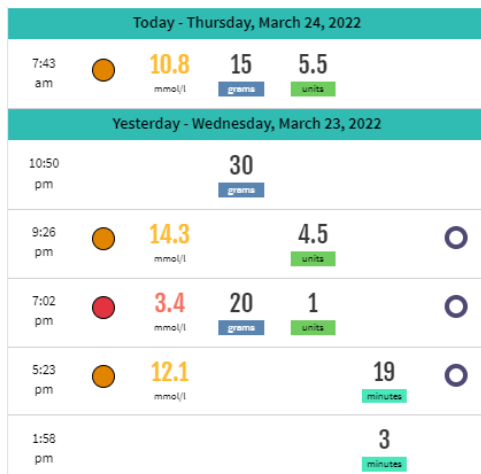 Today - Thursday, March 24, 2022
7:43 am
10.8 mmol/l
15 grams
5.5 units
Yesterday - Wednesday, March 23, 2022
10:50 pm
30 grams
9:26 pm
14.3 mmol/l
4.5 units
7:02 pm
3.4 mmol/l
20 grams
1 units
5:23 pm
12.1 mmol/l
19 minutes
1:58 pm
3 minutes